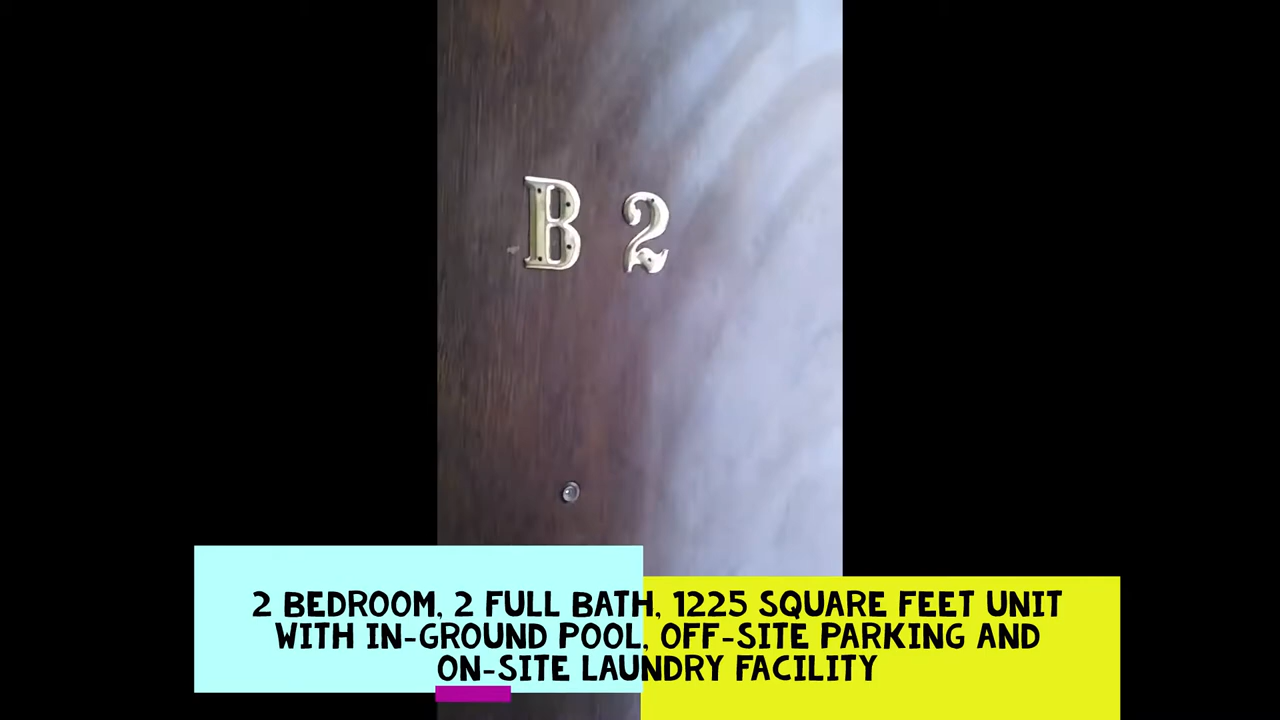 B 2
2 BEDROOM, 2 FULL BATH, 1225 SQUARE FEET UNIT
WITH IN-GROUND POOL, OFF-SITE PARKING AND
ON-SITE LAUNDRY FACILITY